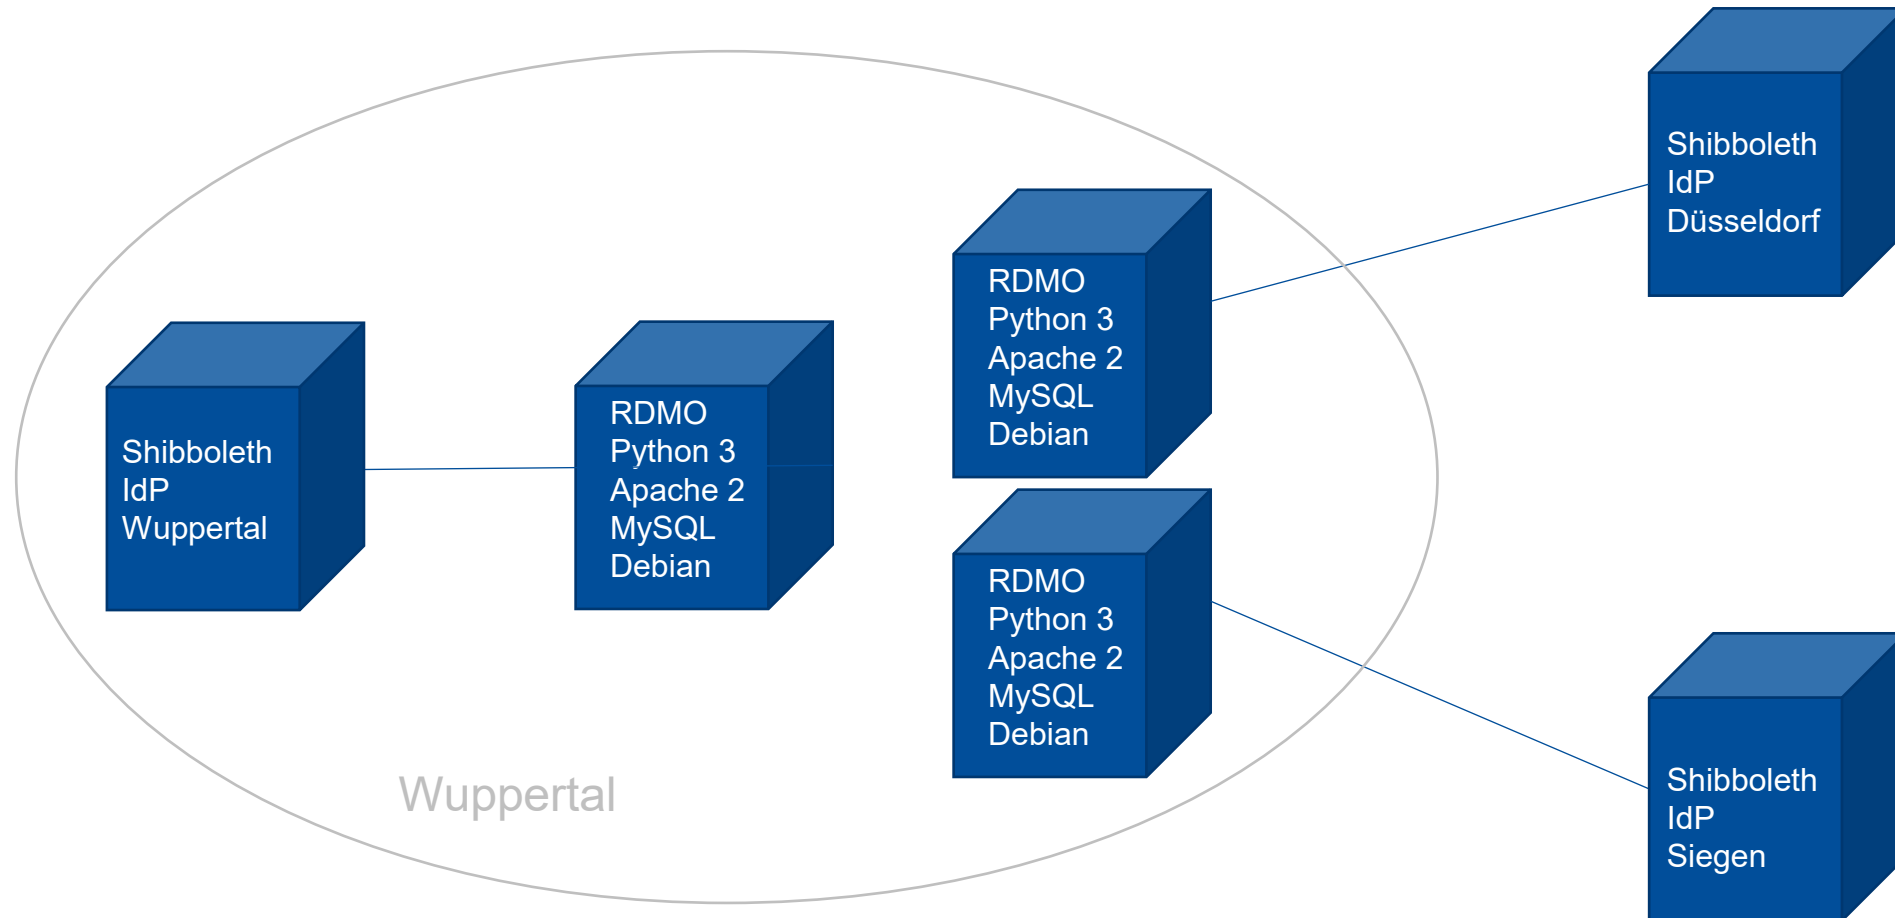 Shibboleth
IdP
Wuppertal
RDMO
Python 3
Apache 2
MySQL
Debian
RDMO
Python 3
Apache 2
MySQL
Debian
RDMO
Python 3
Apache 2
MySQL
Debian
Shibboleth
IdP
Düsseldorf
Shibboleth
IdP
Siegen
Wuppertal